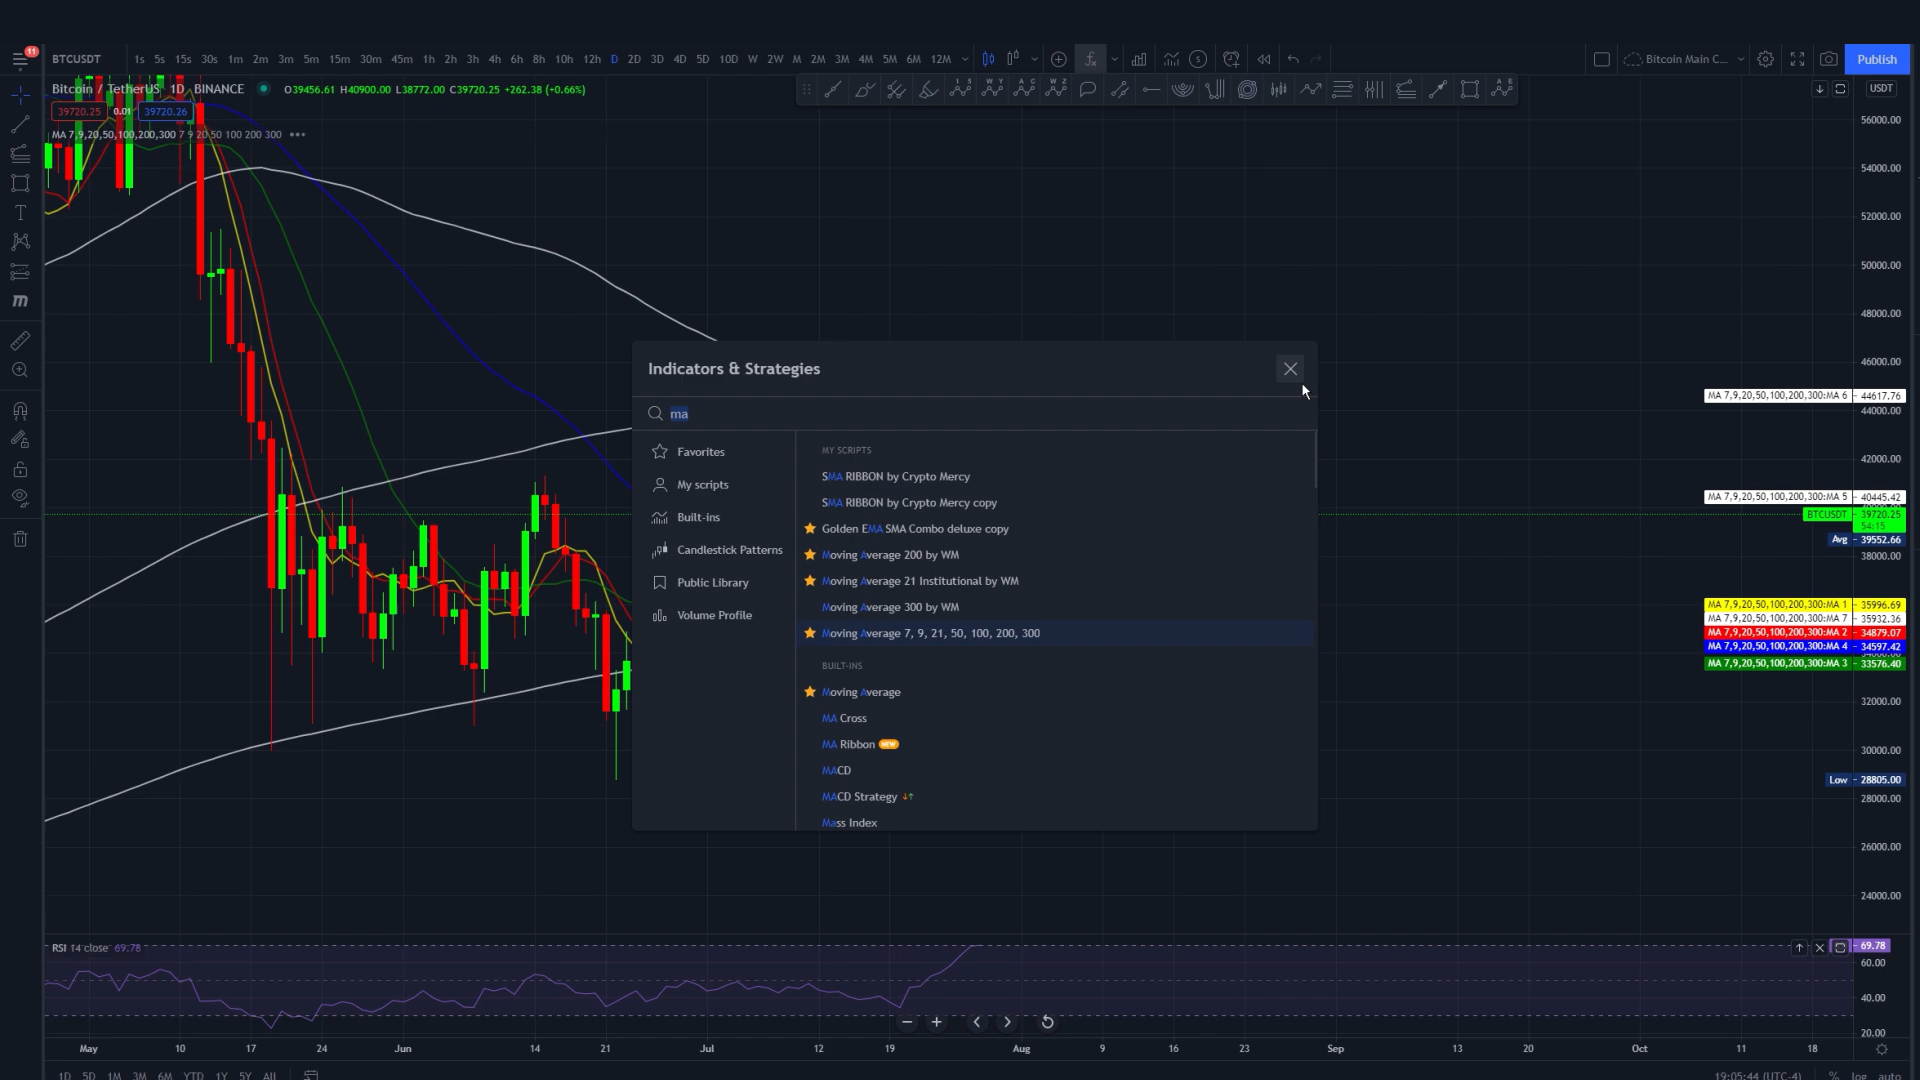 11
BTCUSDT 1s 5s 15s 30s 1m 2m 3m 5m 15m 30m 45m 1h 2h 3h 4h 6h 8h 10h 12h D 2D 3D 4D 5D 10D W 2W M 2M 3M 4M 5M 6M 12M Bitcoin Main C... Publish
Bitcoin / TetherUS 1D BINANCE O39456.61 H40900.00 L38772.00 C39720.25 +262.38 (+0.66%)
USDT
39720.25 0.01 39720.26
MA 7,9,20,50,100,200,300 7 9 20 50 100 200 300
56000.00
54000.00
52000.00
50000.00
48000.00
46000.00
MA 7,9,20,50,100,200,300:MA 6 44617.76
44000.00
42000.00
MA 7,9,20,50,100,200,300:MA 5 40445.42
BTCUSDT 39720.25
54:15
Avg 39552.66
38000.00
MA 7,9,20,50,100,200,300:MA 1 35996.69
MA 7,9,20,50,100,200,300:MA 7 35932.36
MA 7,9,20,50,100,200,300:MA 2 34879.07
MA 7,9,20,50,100,200,300:MA 4 34597.42
MA 7,9,20,50,100,200,300:MA 3 33576.40
32000.00
30000.00
Low 28805.00
28000.00
26000.00
24000.00
Indicators & Strategies
ma
Favorites
My scripts
Built-ins
Candlestick Patterns
Public Library
Volume Profile
MY SCRIPTS
SMA RIBBON by Crypto Mercy
SMA RIBBON by Crypto Mercy copy
Golden EMA SMA Combo deluxe copy
Moving Average 200 by WM
Moving Average 21 Institutional by WM
Moving Average 300 by WM
Moving Average 7, 9, 21, 50, 100, 200, 300
BUILT-INS
Moving Average
MA Cross
MA Ribbon NEW
MACD
MACD Strategy
Mass Index
RSI 14 close 69.78
69.78
60.00
40.00
20.00
May 10 17 24 Jun 14 21 Jul 12 19 Aug 9 16 23 Sep 13 20 Oct 11 18
1D 5D 1M 3M 6M YTD 1Y 5Y All 19:05:44 (UTC-4) % log auto